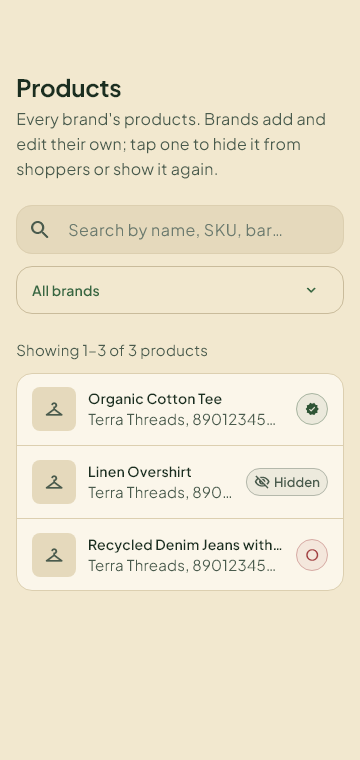 Products
Every brand's products. Brands add and
edit their own; tap one to hide it from
shoppers or show it again.
Search by name, SKU, bar…
All brands
Showing 1–3 of 3 products
Organic Cotton Tee
Terra Threads, 89012345…
Linen Overshirt
Terra Threads, 890…
Hidden
Recycled Denim Jeans with…
Terra Threads, 89012345…